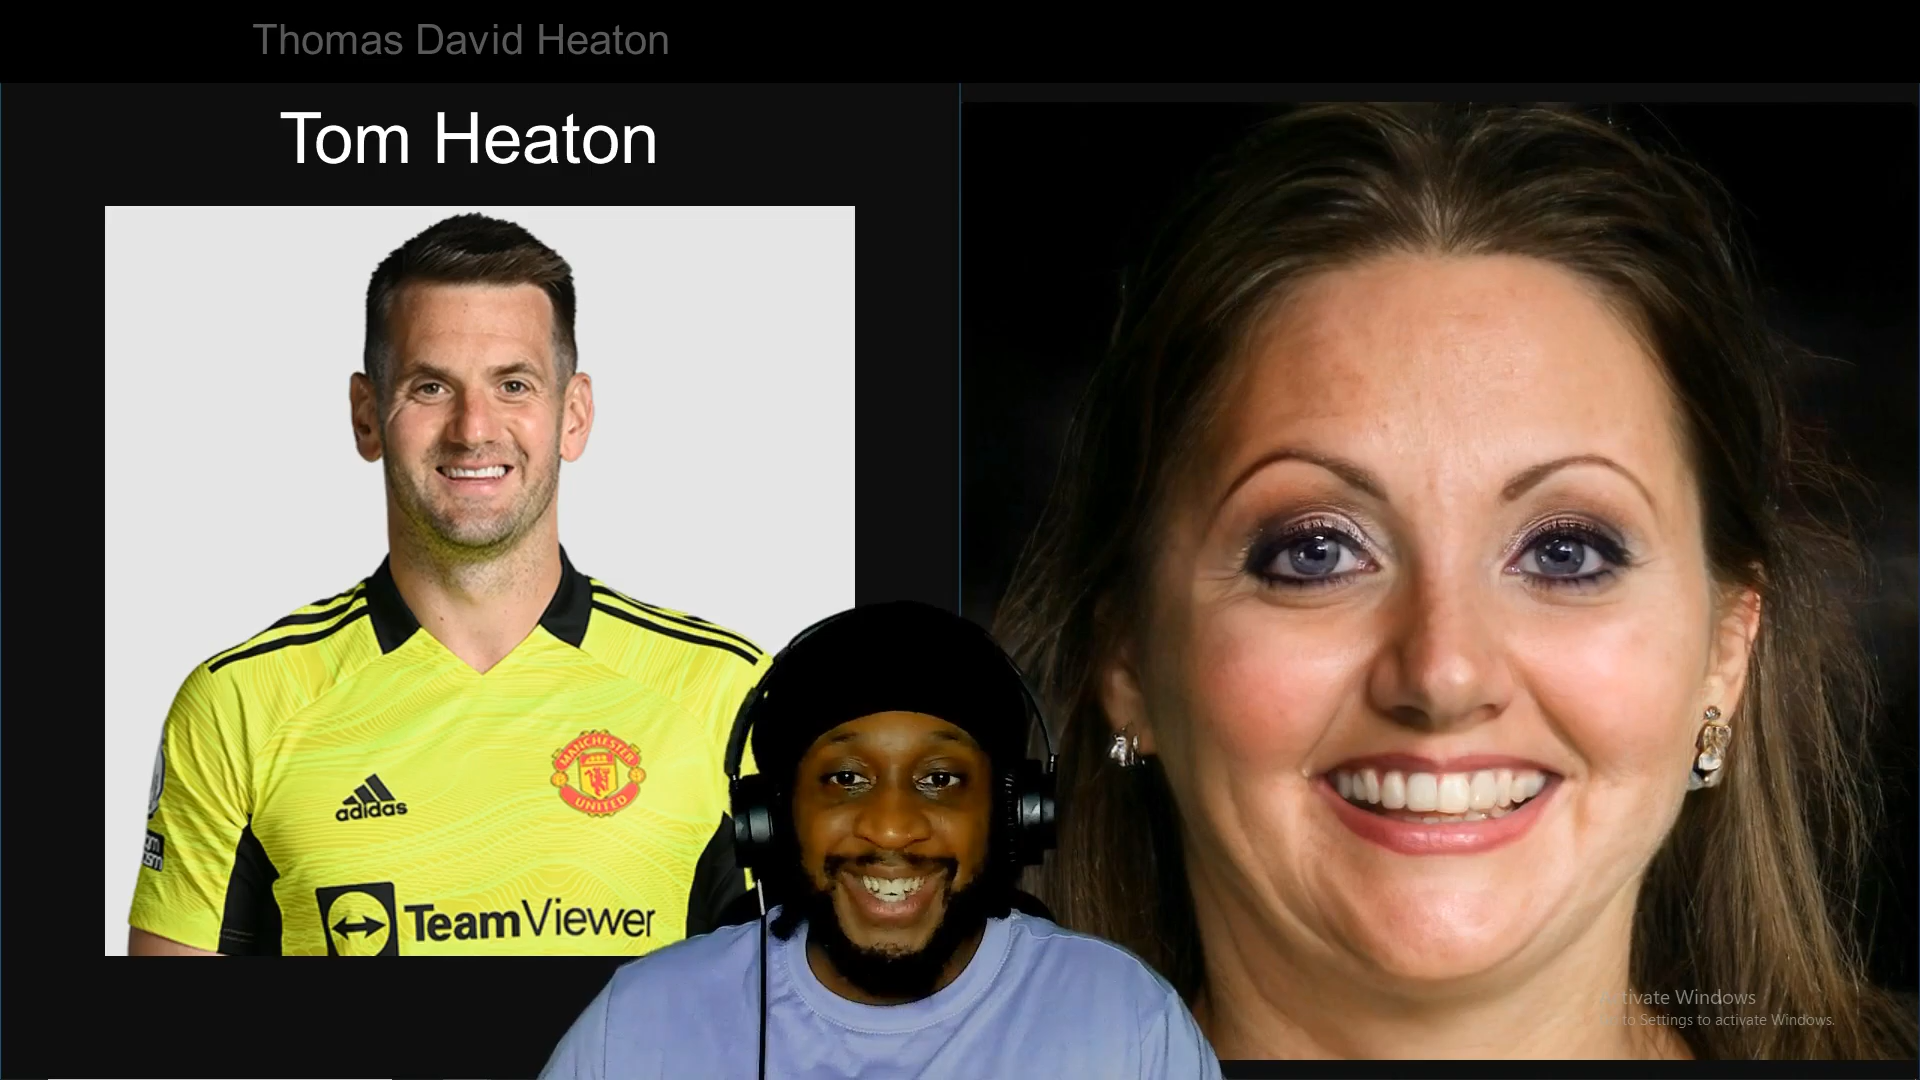 Thomas David Heaton
Tom Heaton
MANCHESTER
UNITED
adidas
TeamViewer
Activate Windows
Go to Settings to activate Windows.